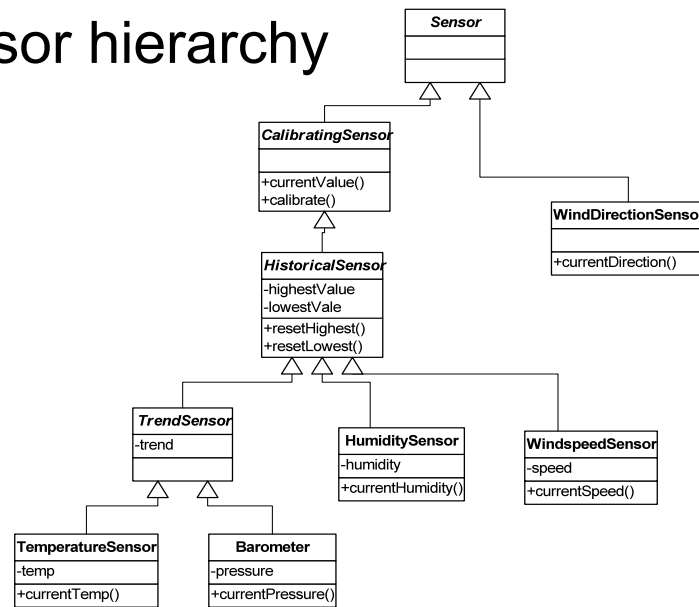 sor hierarchy
Sensor
CalibratingSensor
+currentValue()
+calibrate()
WindDirectionSenso
+currentDirection()
HistoricalSensor
-highestValue
-lowestVale
+resetHighest()
+resetLowest()
TrendSensor
-trend
HumiditySensor
-humidity
+currentHumidity()
WindspeedSensor
-speed
+currentSpeed()
TemperatureSensor
-temp
+currentTemp()
Barometer
-pressure
+currentPressure()